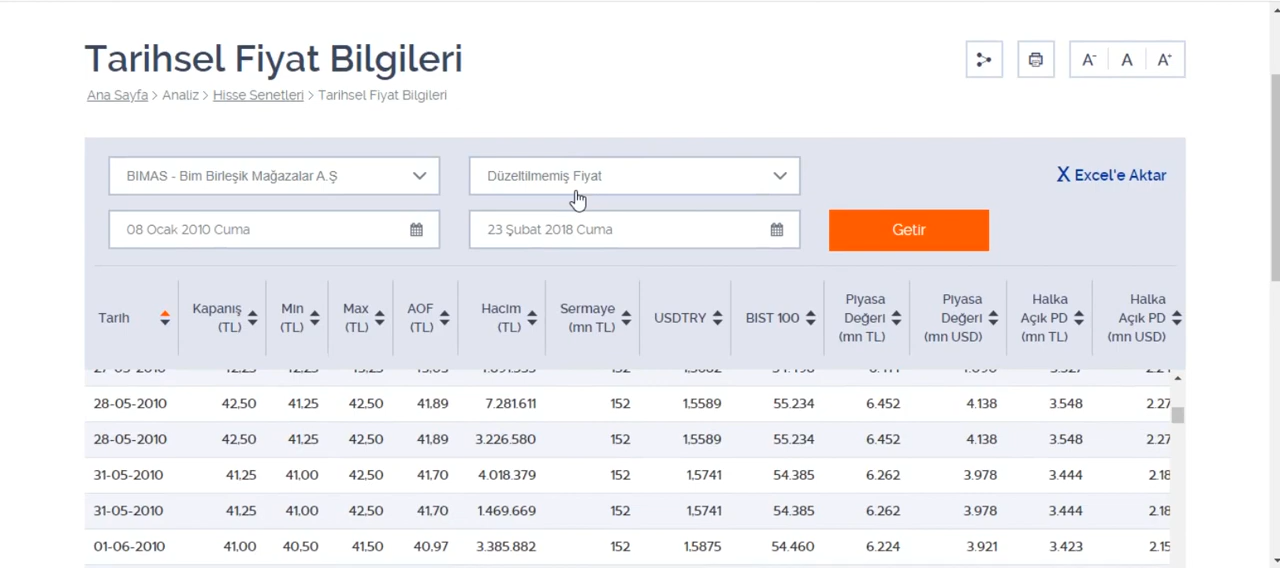 Tarihsel Fiyat Bilgileri
A- A A+
Ana Sayfa > Analiz > Hisse Senetleri > Tarihsel Fiyat Bilgileri
BIMAS - Bim Birleşik Mağazalar A.Ş
Düzeltilmemiş Fiyat
X Excel'e Aktar
08 Ocak 2010 Cuma
23 Şubat 2018 Cuma
Getir
Tarih Kapanış (TL) Min (TL) Max (TL) AOF (TL) Hacim (TL) Sermaye (mn TL) USDTRY BIST 100 Piyasa Değeri (mn TL) Piyasa Değeri (mn USD) Halka Açık PD (mn TL) Halka Açık PD (mn USD)
28-05-2010 42,50 41,25 42,50 41,89 7.281.611 152 1,5589 55.234 6.452 4.138 3.548 2.27
28-05-2010 42,50 41,25 42,50 41,89 3.226.580 152 1,5589 55.234 6.452 4.138 3.548 2.27
31-05-2010 41,25 41,00 42,50 41,70 4.018.379 152 1,5741 54.385 6.262 3.978 3.444 2.18
31-05-2010 41,25 41,00 42,50 41,70 1.469.669 152 1,5741 54.385 6.262 3.978 3.444 2.18
01-06-2010 41,00 40,50 41,50 40,97 3.385.882 152 1,5875 54.460 6.224 3.921 3.423 2.15